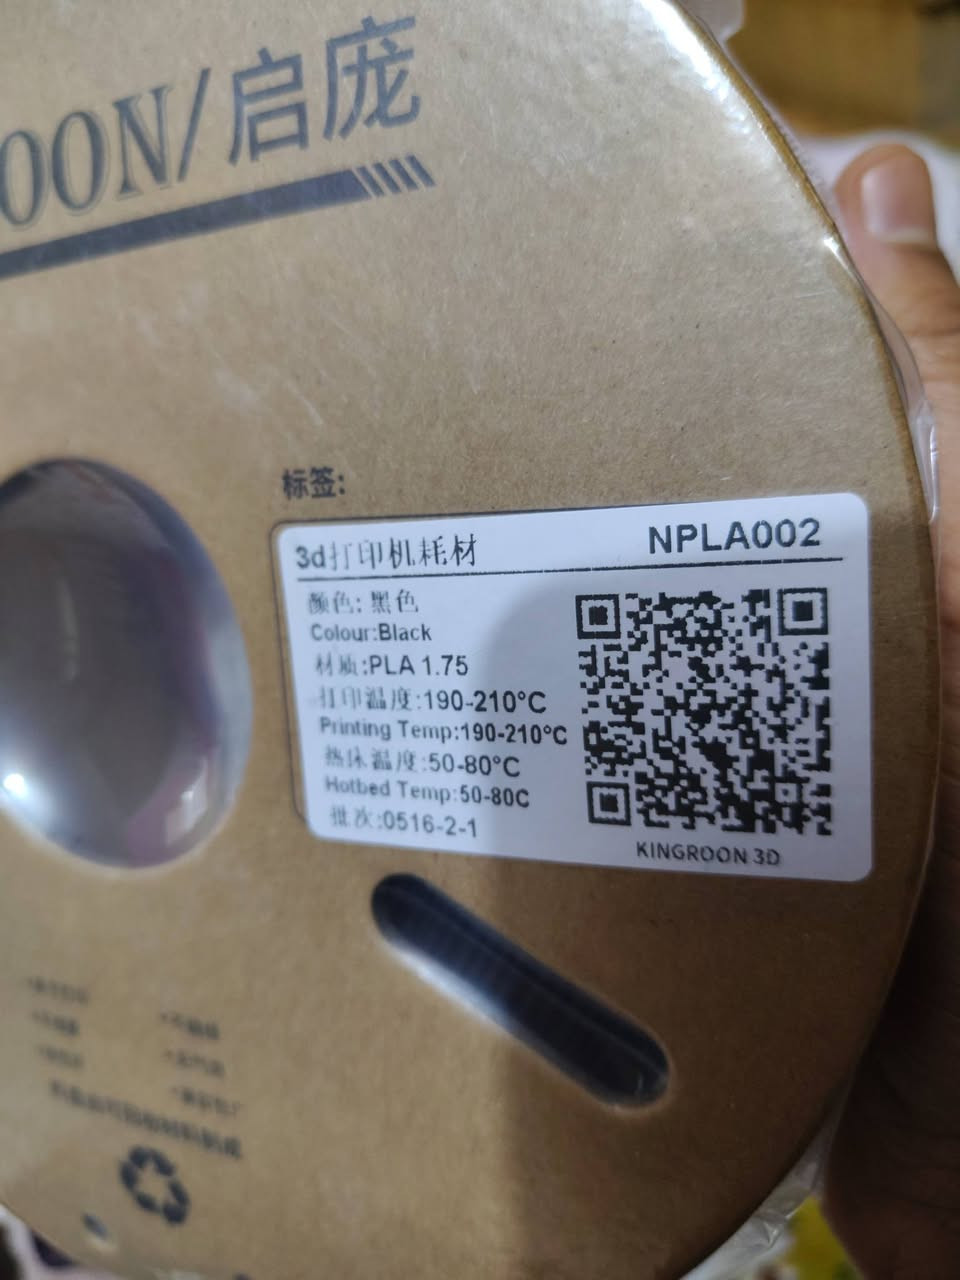 OON/启庞
标签:
3d打印机耗材
NPLA002
颜色: 黑色
Colour:Black
材质:PLA 1.75
打印温度:190-210°C
Printing Temp:190-210°C
热床温度:50-80°C
Hotbed Temp:50-80C
批次:0516-2-1
KINGROON 3D